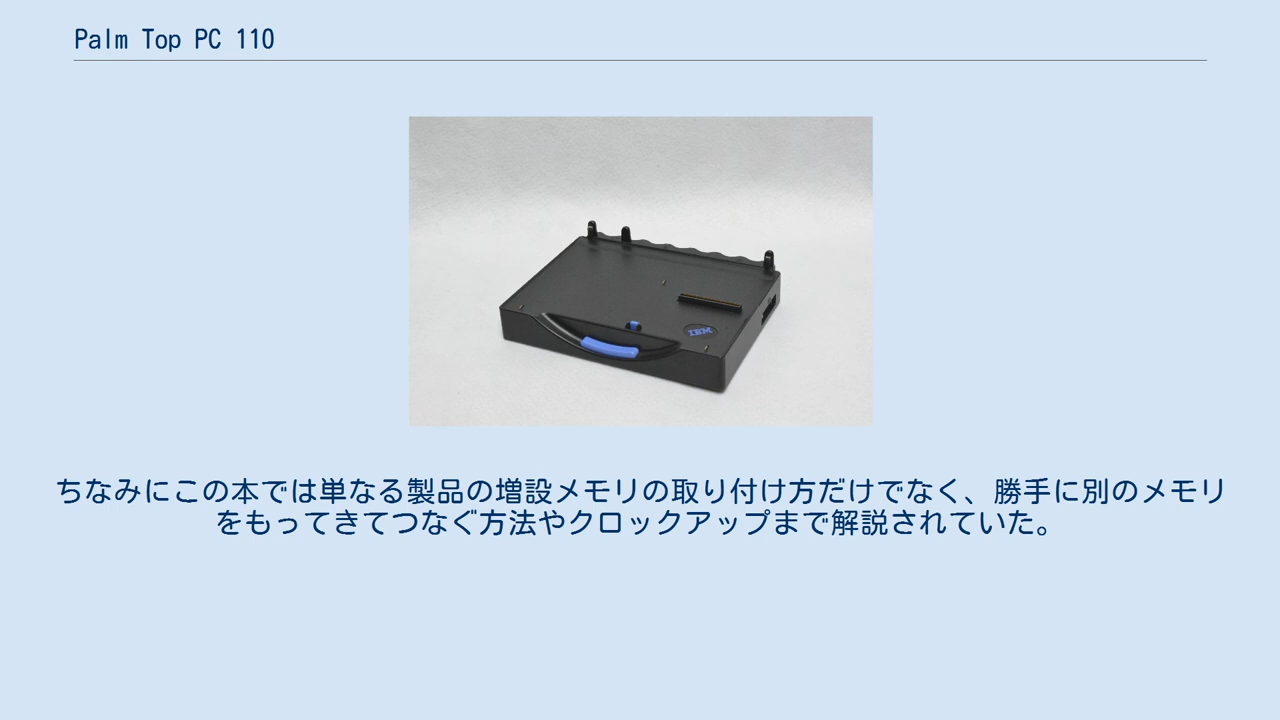 Palm Top PC 110
IBM
ちなみにこの本では単なる製品の増設メモリの取り付け方だけでなく、勝手に別のメモリ
をもってきてつなぐ方法やクロックアップまで解説されていた。